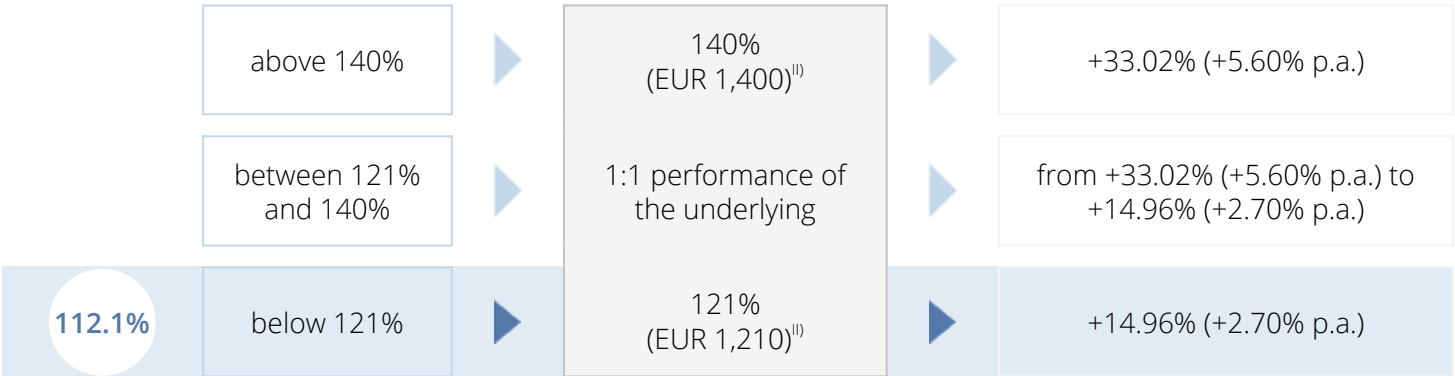 above 140%
140%
(EUR 1,400)II)
+33.02% (+5.60% p.a.)
between 121%
and 140%
1:1 performance of
the underlying
from +33.02% (+5.60% p.a.) to
+14.96% (+2.70% p.a.)
112.1%
below 121%
121%
(EUR 1,210)II)
+14.96% (+2.70% p.a.)